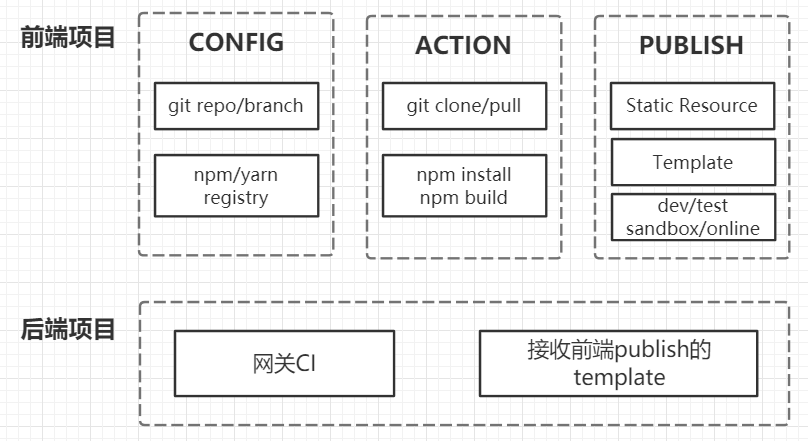 前端项目
CONFIG
git repo/branch
npm/yarn
registry
ACTION
git clone/pull
npm install
npm build
PUBLISH
Static Resource
Template
dev/test
sandbox/online
后端项目
网关CI
接收前端publish的
template